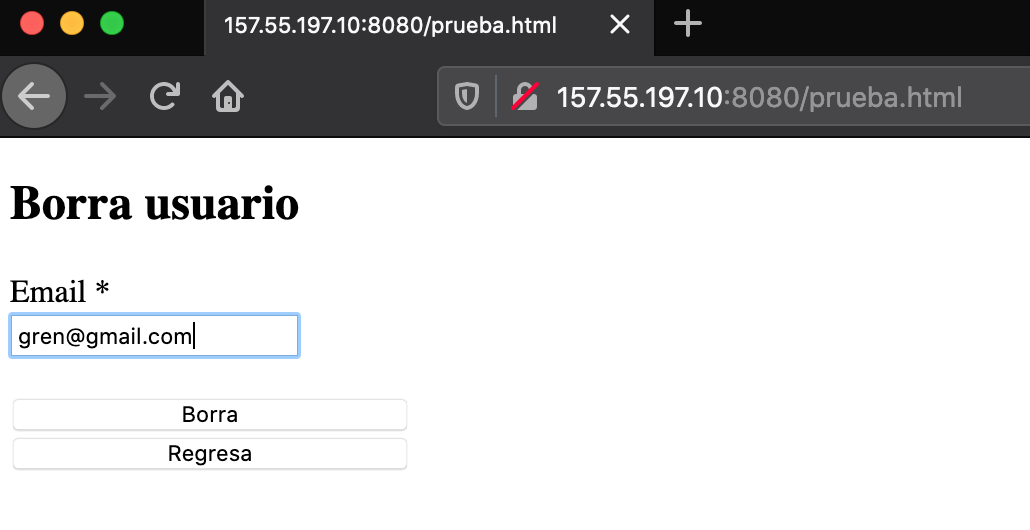 157.55.197.10:8080/prueba.html
157.55.197.10:8080/prueba.html
Borra usuario
Email *
gren@gmail.com
Borra
Regresa